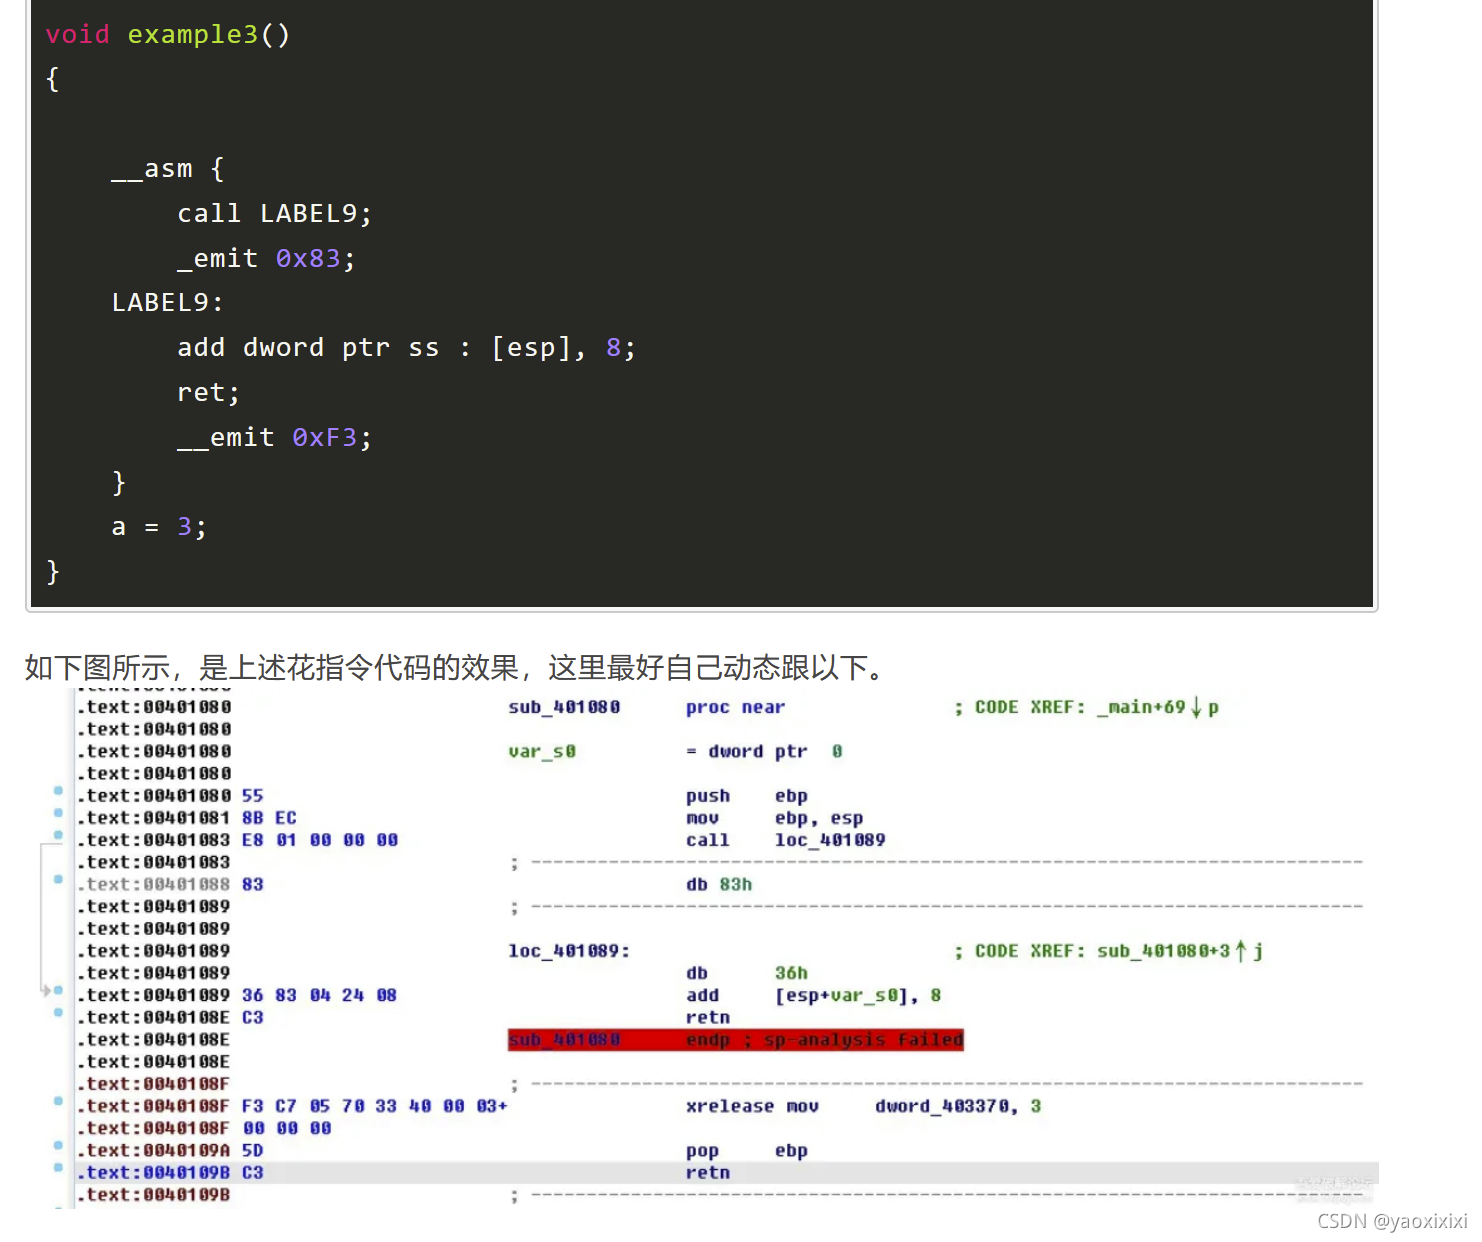 void example3()
{
__asm {
call LABEL9;
_emit 0x83;
LABEL9:
add dword ptr ss : [esp], 8;
ret;
__emit 0xF3;
}
a = 3;
}
如下图所示，是上述花指令代码的效果，这里最好自己动态跟以下。
.text:00401080 sub_401080 proc near ; CODE XREF: _main+69↓p
.text:00401080
.text:00401080 var_s0 = dword ptr 0
.text:00401080
.text:00401080 55 push ebp
.text:00401081 8B EC mov ebp, esp
.text:00401083 E8 01 00 00 00 call loc_401089
.text:00401083 ; ---------------------------------------------------------------------------
.text:00401088 83 db 83h
.text:00401089 ; ---------------------------------------------------------------------------
.text:00401089
.text:00401089 loc_401089: ; CODE XREF: sub_401080+3↑j
.text:00401089 db 36h
.text:00401089 36 83 04 24 08 add [esp+var_s0], 8
.text:0040108E C3 retn
.text:0040108E sub_401080 endp ; sp-analysis failed
.text:0040108E
.text:0040108F ; ---------------------------------------------------------------------------
.text:0040108F F3 C7 05 70 33 40 00 03+ xrelease mov dword_403370, 3
.text:0040108F 00 00 00
.text:0040109A 5D pop ebp
.text:0040109B C3 retn
.text:0040109B ; ---------------------------------------------------------------------------
CSDN @yaoxixixi